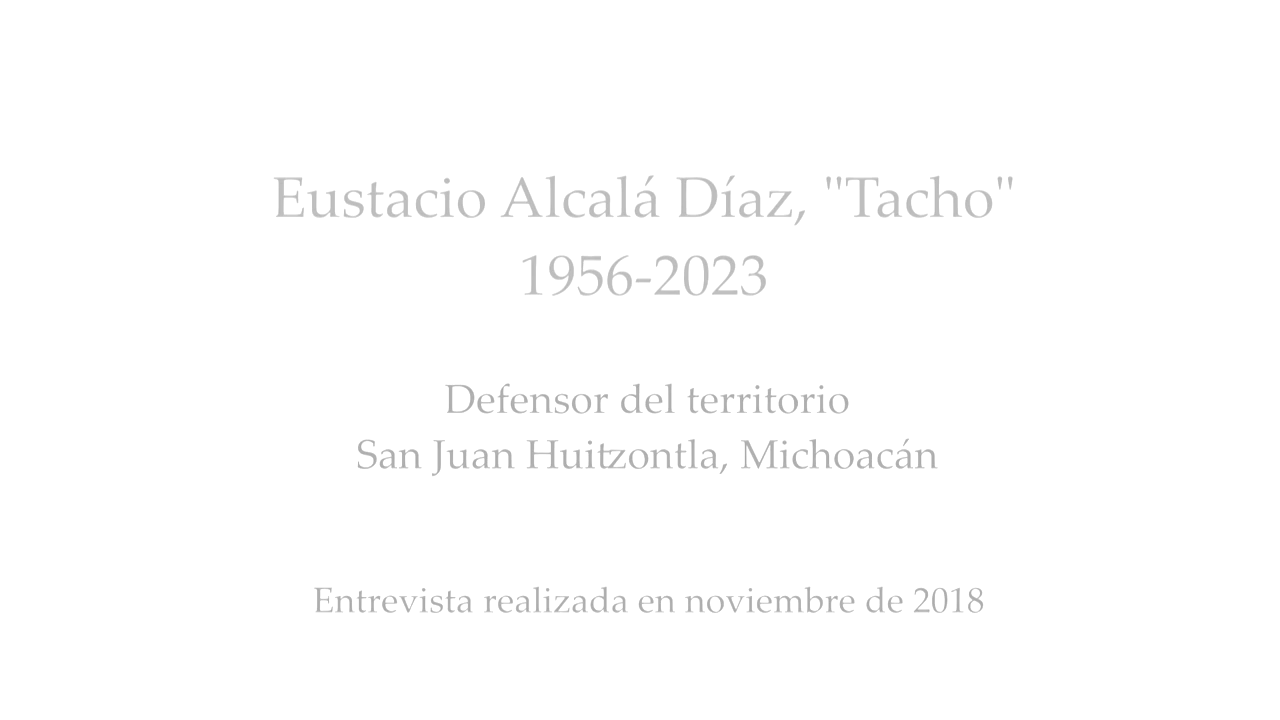 Eustacio Alcalá Díaz, "Tacho"
1956-2023
Defensor del territorio
San Juan Huitzontla, Michoacán
Entrevista realizada en noviembre de 2018